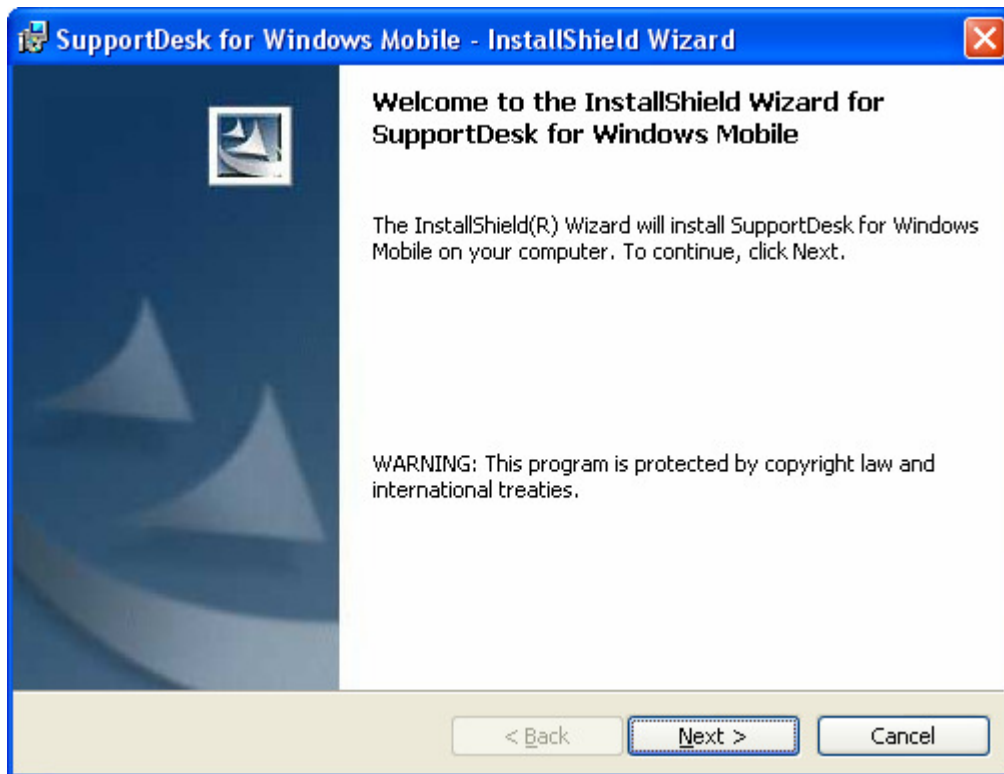 SupportDesk for Windows Mobile - InstallShield Wizard
Welcome to the InstallShield Wizard for
SupportDesk for Windows Mobile
The InstallShield(R) Wizard will install SupportDesk for Windows
Mobile on your computer. To continue, click Next.
WARNING: This program is protected by copyright law and
international treaties.
< Back Next > Cancel